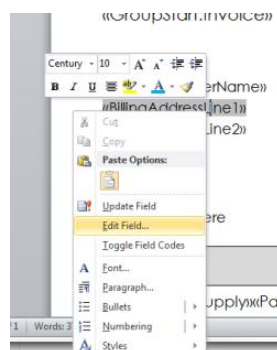 «GroupStart:Invoice»
Century 10 A A
B I U A
erName»
«BillingAddressLine1»
Line2»
Cut
Copy
Paste Options:
Update Field
Edit Field...
Toggle Field Codes
ere
A Font...
Paragraph...
Bullets
upply»«Pa
Numbering
Styles
1 Words: 3